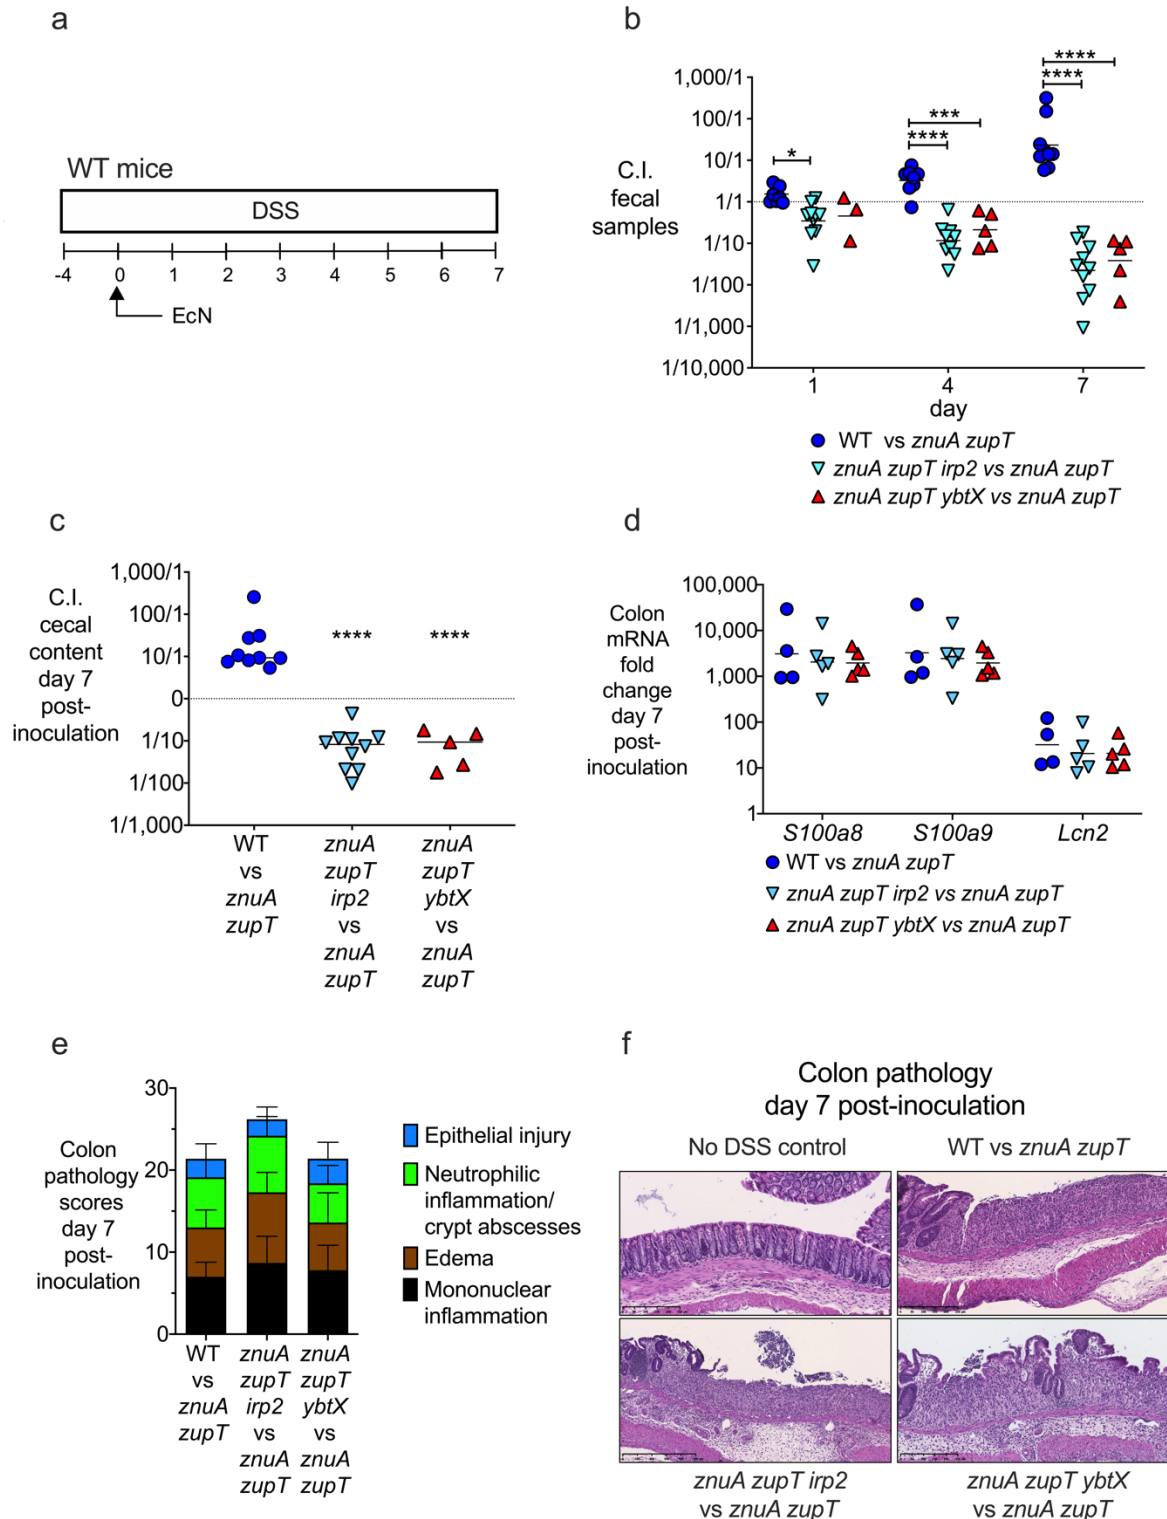 a
WT mice
DSS
-4 0 1 2 3 4 5 6 7
EcN
b
C.I.
fecal
samples
1,000/1
100/1
10/1
1/1
1/10
1/100
1/1,000
1/10,000
*
***
****
****
****
1 4 7
day
WT vs znuA zupT
znuA zupT irp2 vs znuA zupT
znuA zupT ybtX vs znuA zupT
c
C.I.
cecal
content
day 7
post-
inoculation
1,000/1
100/1
10/1
0
1/10
1/100
1/1,000
**** ****
WT
vs
znuA
zupT
znuA
zupT
irp2
vs
znuA
zupT
znuA
zupT
ybtX
vs
znuA
zupT
d
Colon
mRNA
fold
change
day 7
post-
inoculation
100,000
10,000
1,000
100
10
1
S100a8 S100a9 Lcn2
WT vs znuA zupT
znuA zupT irp2 vs znuA zupT
znuA zupT ybtX vs znuA zupT
e
Colon
pathology
scores
day 7
post-
inoculation
30
20
10
0
WT
vs
znuA
zupT
znuA
zupT
irp2
vs
znuA
zupT
znuA
zupT
ybtX
vs
znuA
zupT
Epithelial injury
Neutrophilic
inflammation/
crypt abscesses
Edema
Mononuclear
inflammation
f
Colon pathology
day 7 post-inoculation
No DSS control
WT vs znuA zupT
znuA zupT irp2
vs znuA zupT
znuA zupT ybtX
vs znuA zupT